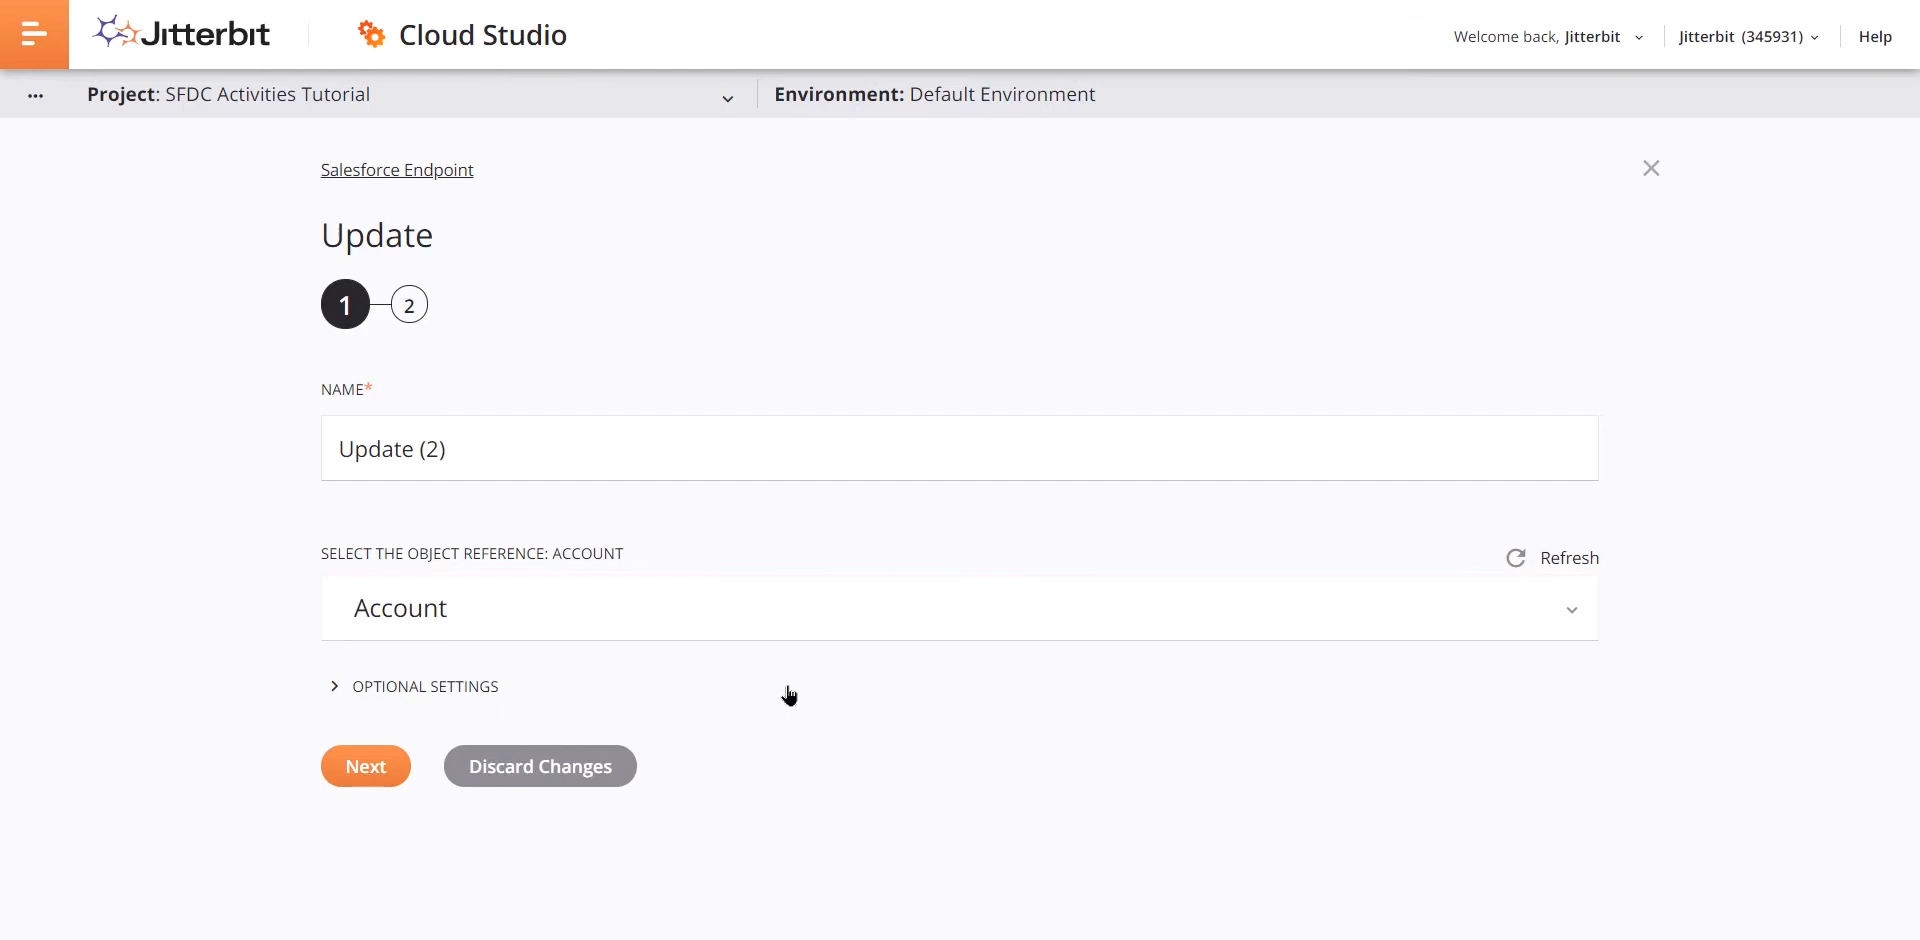 Jitterbit
Cloud Studio
Welcome back, Jitterbit
Jitterbit (345931)
Help
Project: SFDC Activities Tutorial
Environment: Default Environment
Salesforce Endpoint
Update
1
2
NAME*
Update (2)
SELECT THE OBJECT REFERENCE: ACCOUNT
Refresh
Account
OPTIONAL SETTINGS
Next
Discard Changes